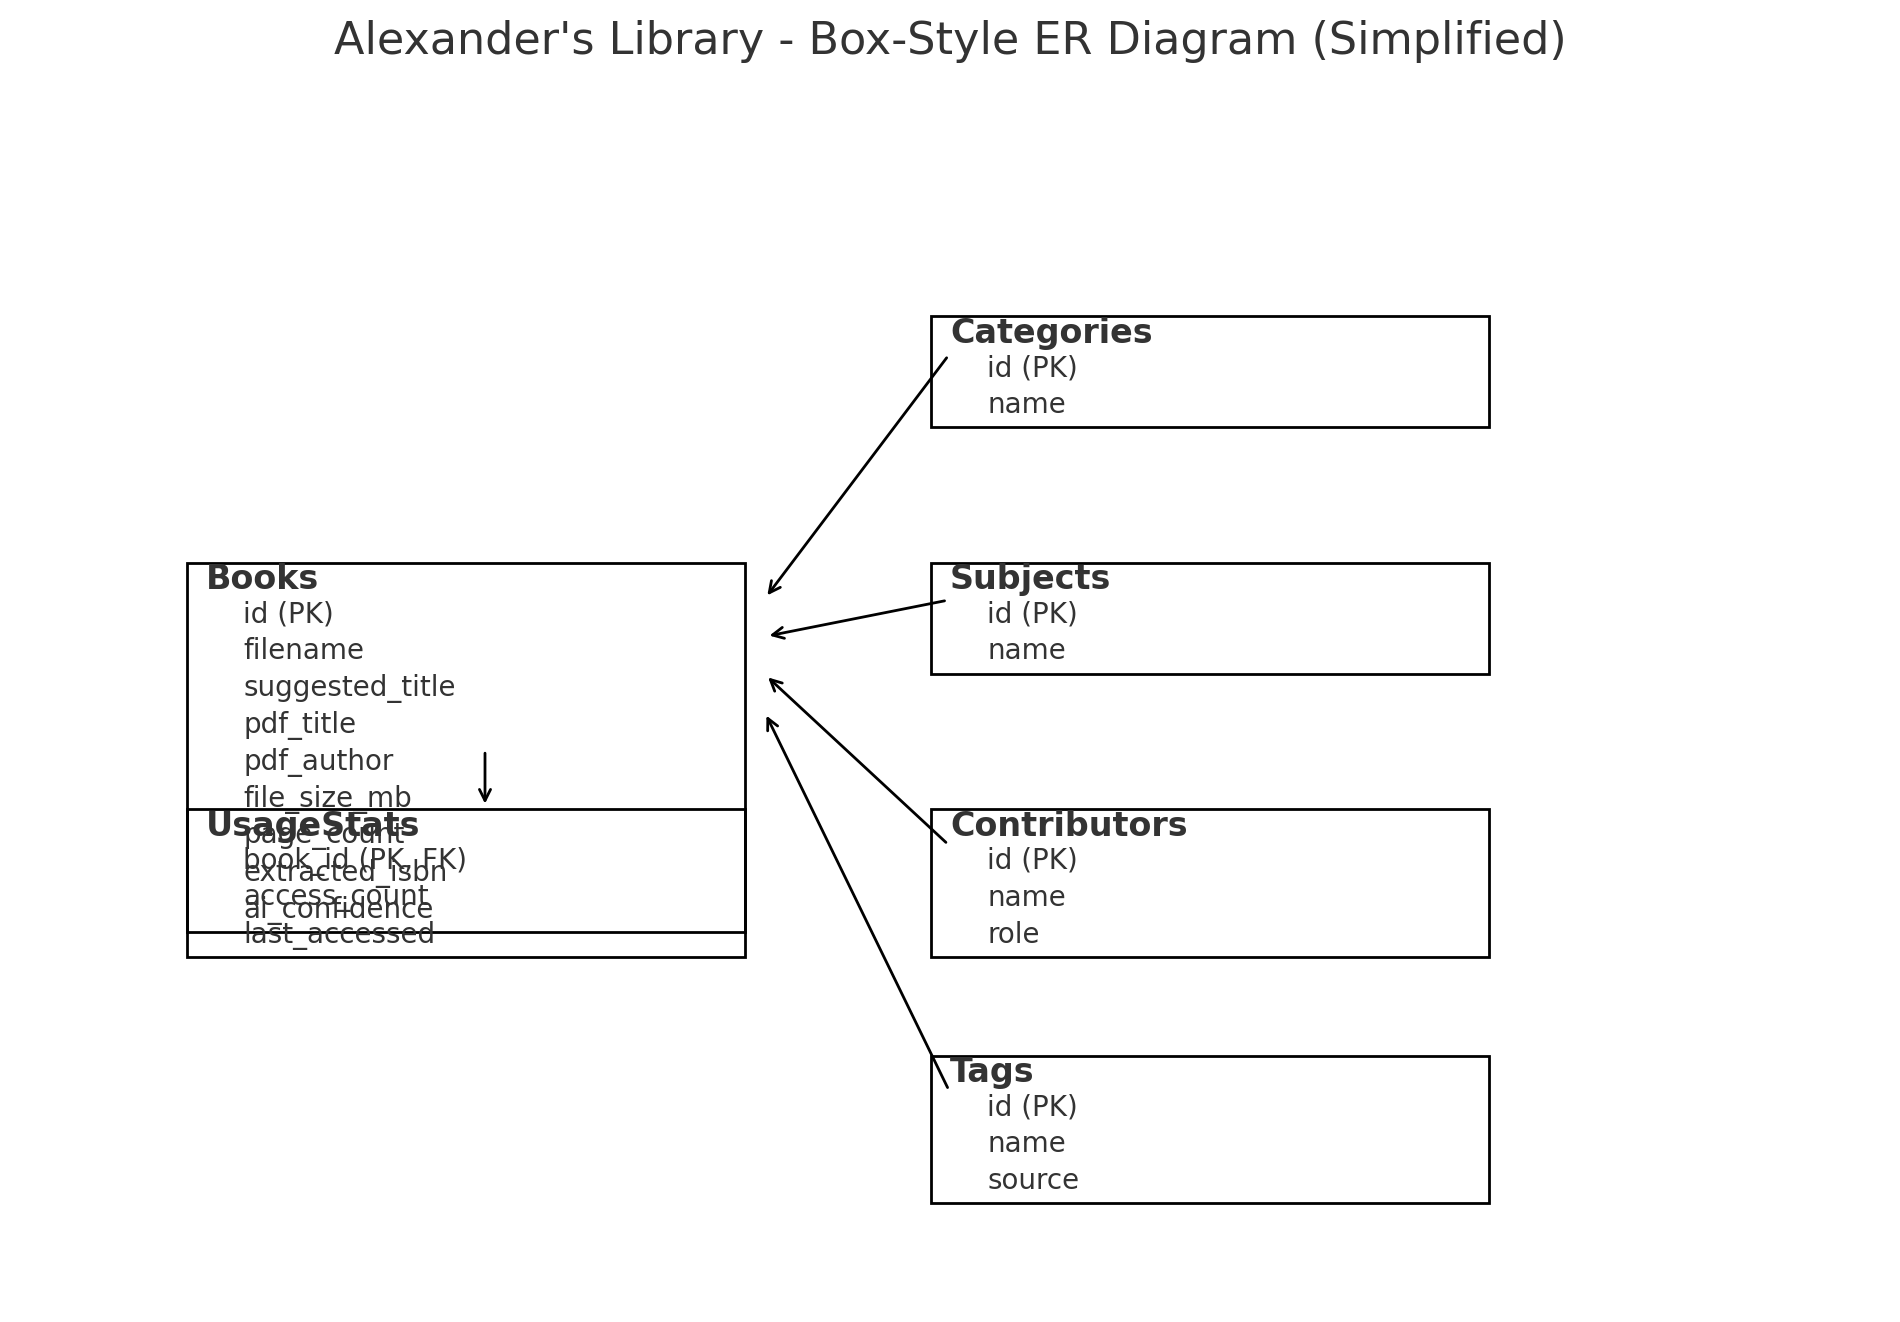 Alexander's Library - Box-Style ER Diagram (Simplified)
Categories
id (PK)
name
Books
id (PK)
filename
suggested_title
pdf_title
pdf_author
file_size_mb
page_count
extracted_isbn
ai_confidence
UsageStats
book_id (PK, FK)
access_count
last_accessed
Subjects
id (PK)
name
Contributors
id (PK)
name
role
Tags
id (PK)
name
source